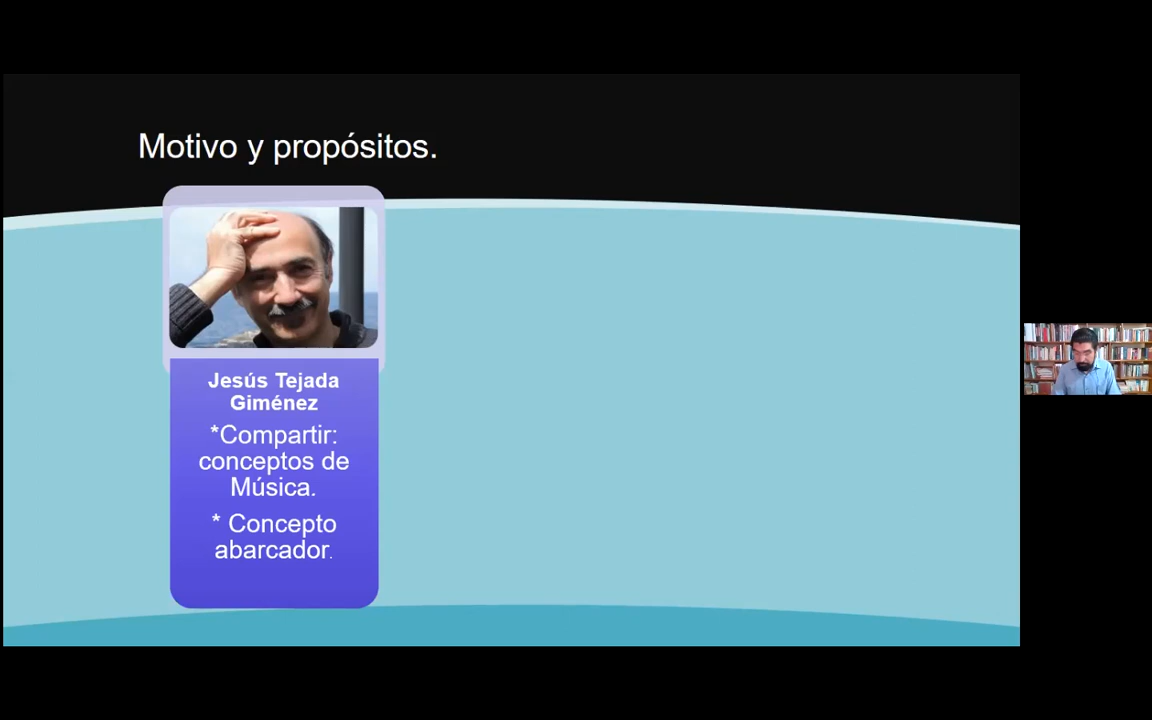 Motivo y propósitos.
Jesús Tejada
Giménez
*Compartir:
conceptos de
Música.
* Concepto
abarcador.